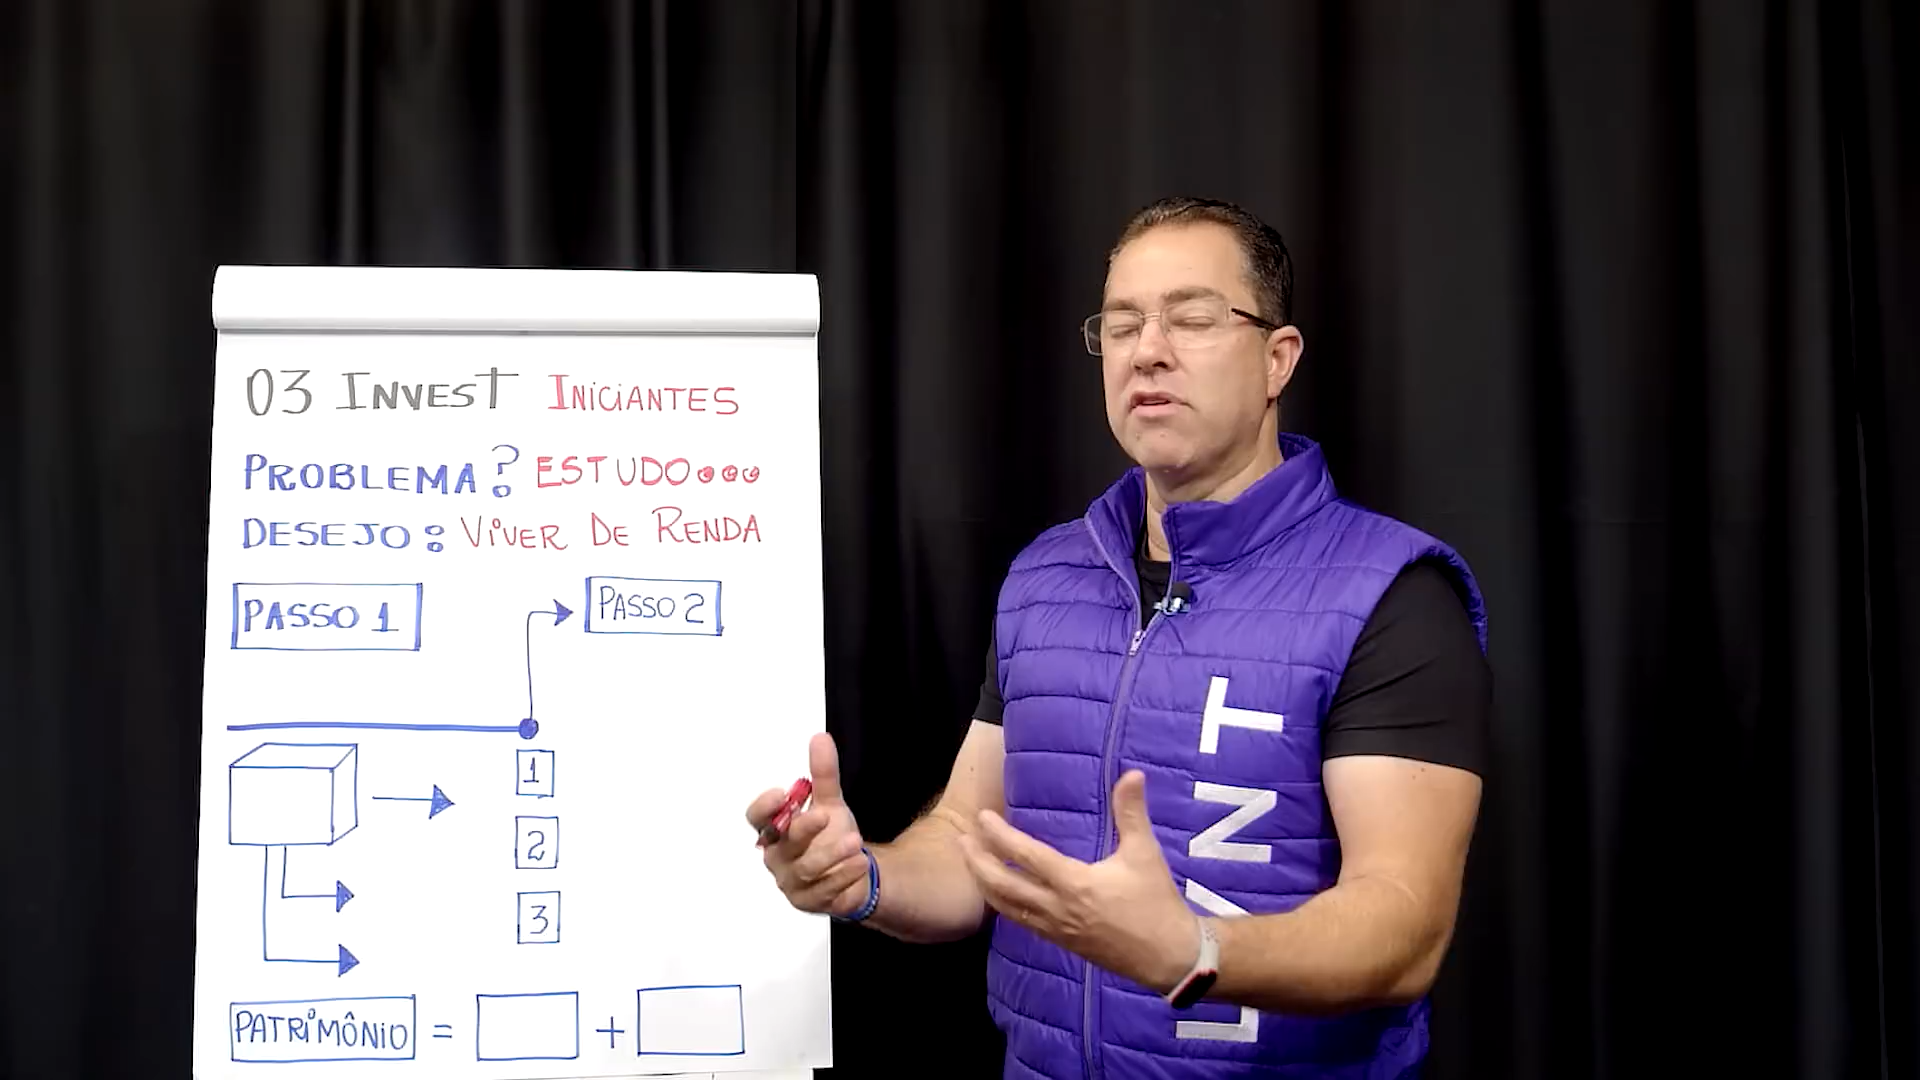 03 INVEST INICIANTES
PROBLEMA? ESTUDO...
DESEJO: VIVER DE RENDA
PASSO 1
PASSO 2
1
2
3
PATRIMÔNIO = +